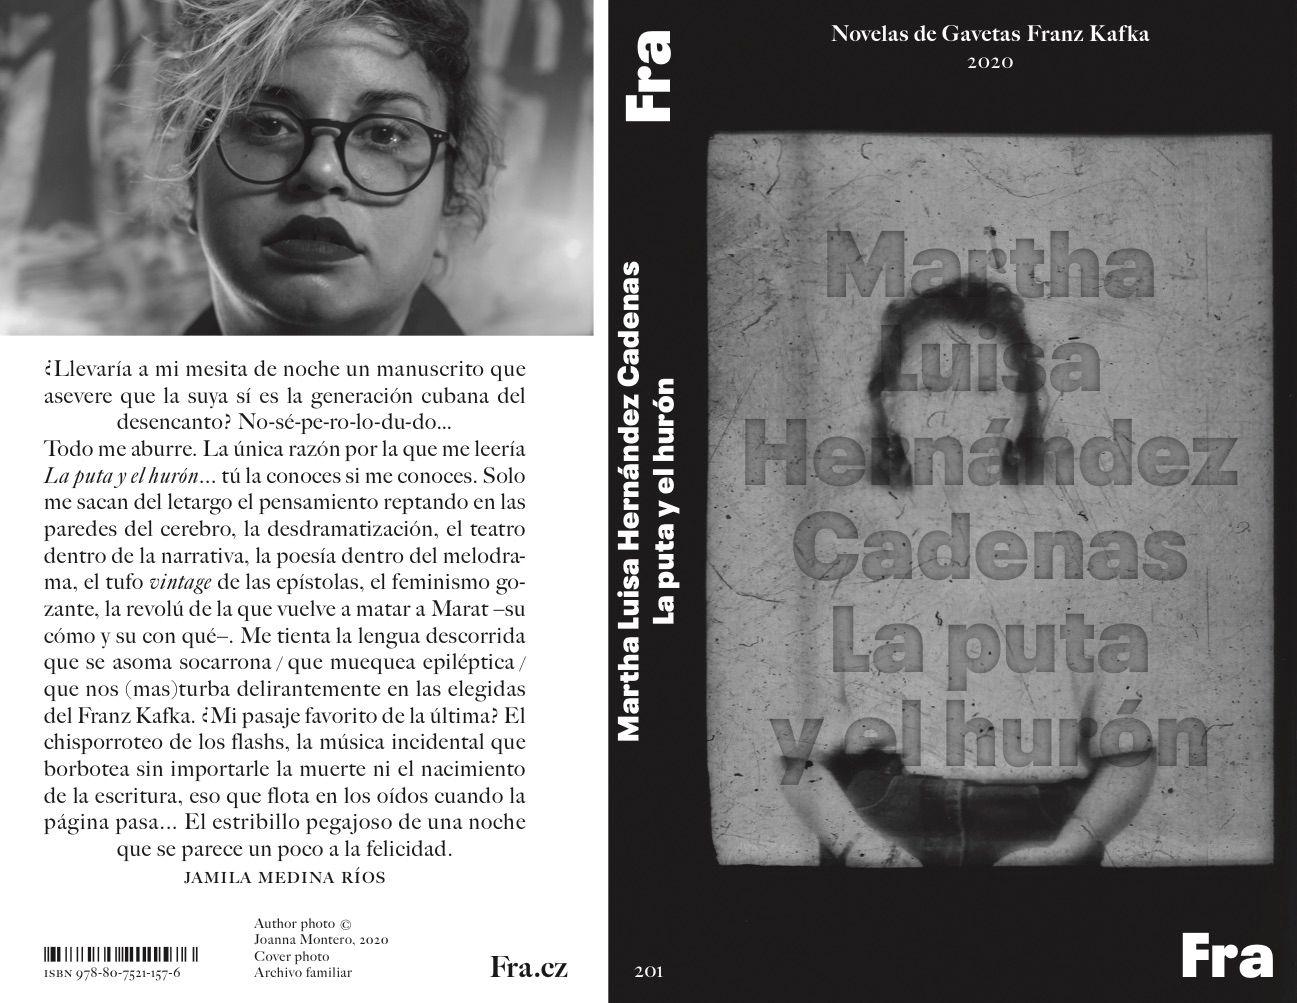 ¿Llevaría a mi mesita de noche un manuscrito que
asevere que la suya sí es la generación cubana del
desencanto? No-sé-pe-ro-lo-du-do...
Todo me aburre. La única razón por la que me leería
La puta y el hurón... tú la conoces si me conoces. Solo
me sacan del letargo el pensamiento reptando en las
paredes del cerebro, la desdramatización, el teatro
dentro de la narrativa, la poesía dentro del melodra-
ma, el tufo vintage de las epístolas, el feminismo go-
zante, la revolú de la que vuelve a matar a Marat –su
cómo y su con qué–. Me tienta la lengua descorrida
que se asoma socarrona / que muequea epiléptica /
que nos (mas)turba delirantemente en las elegidas
del Franz Kafka. ¿Mi pasaje favorito de la última? El
chisporroteo de los flashs, la música incidental que
borbotea sin importarle la muerte ni el nacimiento
de la escritura, eso que flota en los oídos cuando la
página pasa... El estribillo pegajoso de una noche
que se parece un poco a la felicidad.
JAMILA MEDINA RÍOS
Author photo ©
Joanna Montero, 2020
Cover photo
Archivo familiar
ISBN 978-80-7521-157-6
Fra.cz
Fra
Martha Luisa Hernández Cadenas
La puta y el hurón
201
Novelas de Gavetas Franz Kafka
2020
Martha
Luisa
Hernández
Cadenas
La puta
y el hurón
Fra